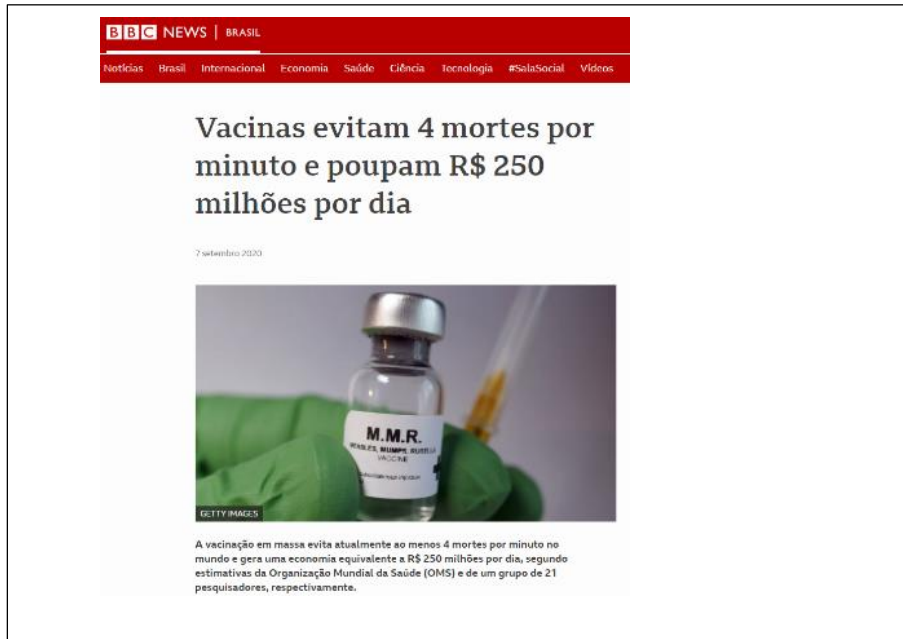 BBC NEWS | BRASIL
Notícias Brasil Internacional Economia Saúde Ciência Tecnologia #SalaSocial Vídeos
Vacinas evitam 4 mortes por
minuto e poupam R$ 250
milhões por dia
7 setembro 2020
M.M.R.
MEASLES, MUMPS, RUBELLA
VACCINE
GETTY IMAGES
A vacinação em massa evita atualmente ao menos 4 mortes por minuto no
mundo e gera uma economia equivalente a R$ 250 milhões por dia, segundo
estimativas da Organização Mundial da Saúde (OMS) e de um grupo de 21
pesquisadores, respectivamente.